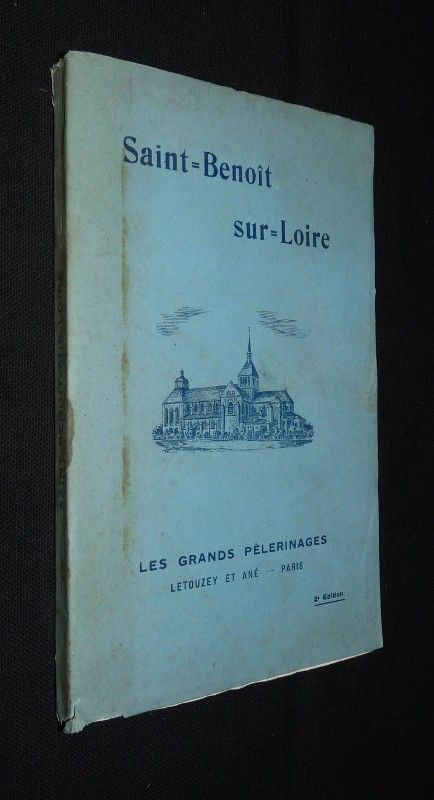 Saint=Benoît
sur=Loire
LES GRANDS PÈLERINAGES
LETOUZEY ET ANÉ -- PARIS
2e Édition